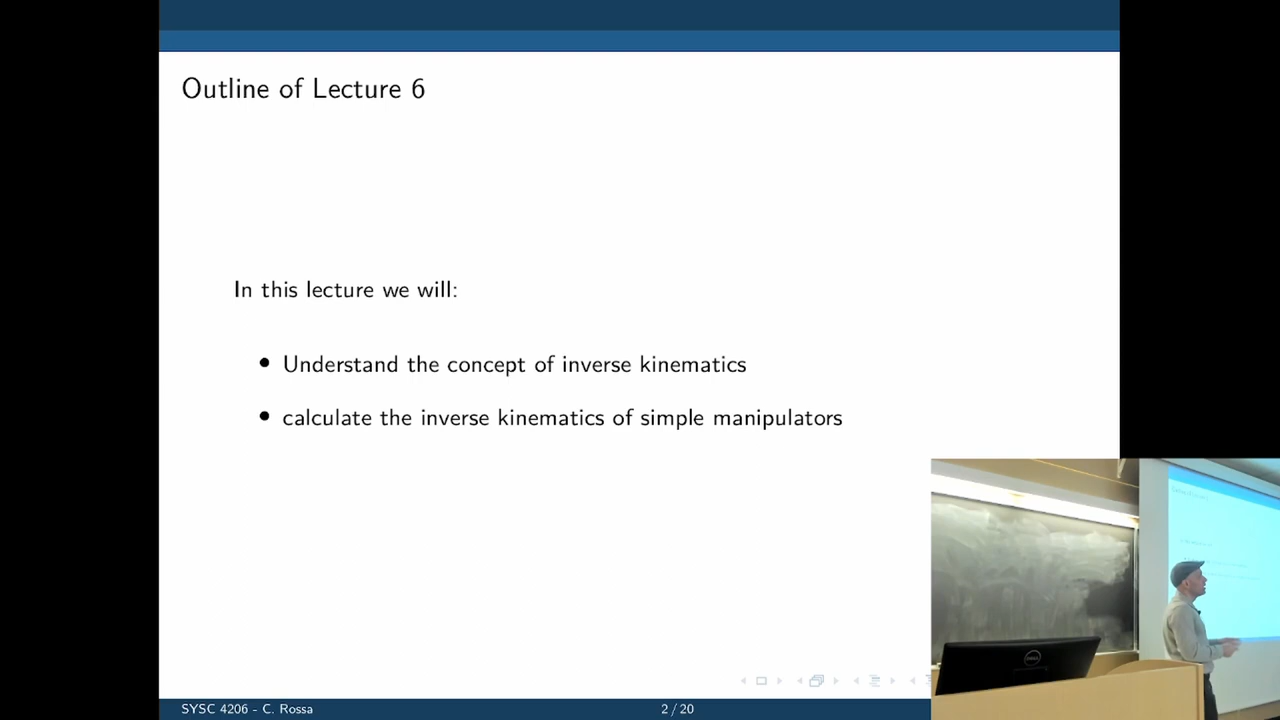 Outline of Lecture 6
In this lecture we will:
• Understand the concept of inverse kinematics
• calculate the inverse kinematics of simple manipulators
SYSC 4206 - C. Rossa
2 / 20
DELL